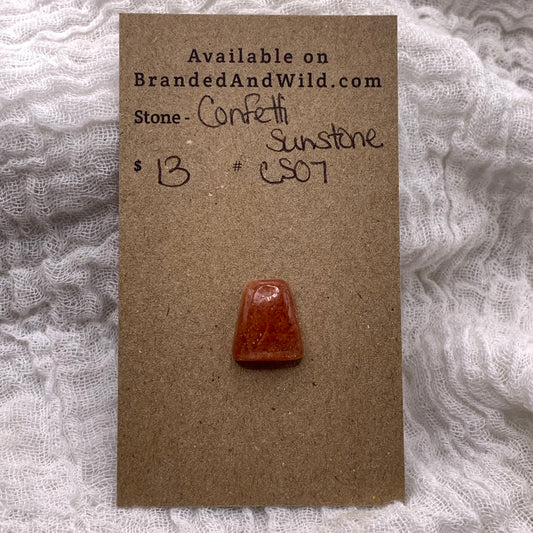 Available on
BrandedAndWild.com
Stone - Confetti
Sunstone
$ 13 # CS07